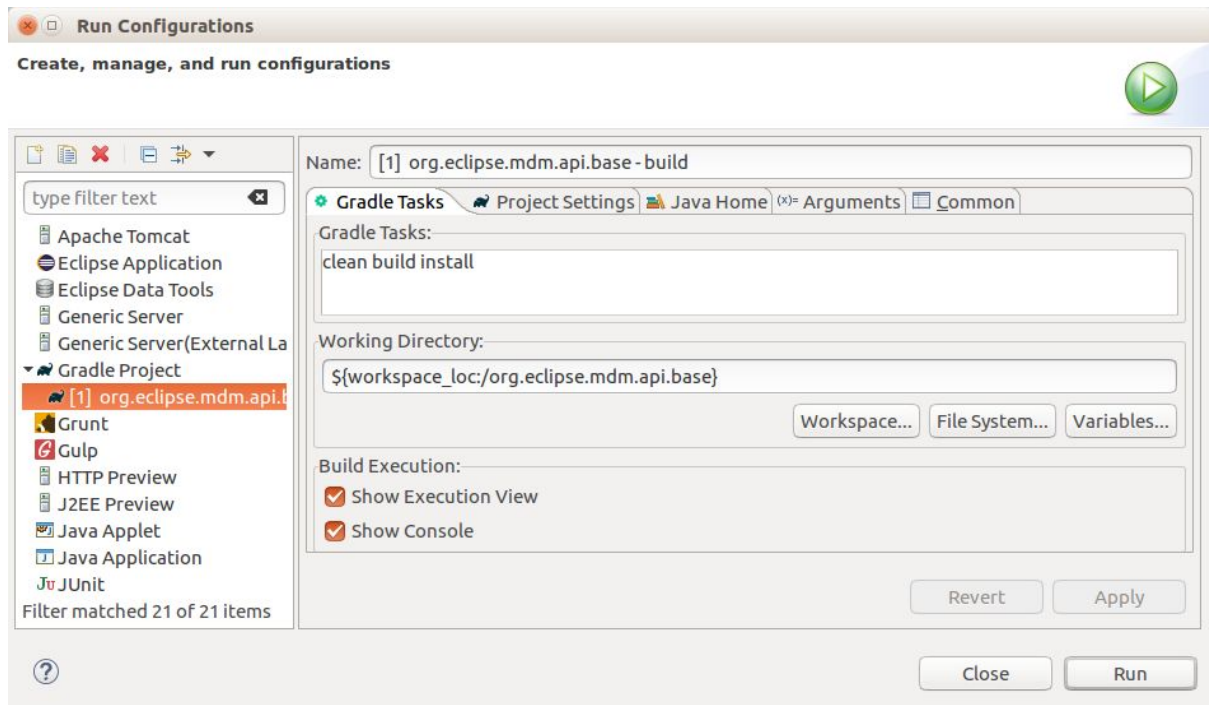 Run Configurations
Create, manage, and run configurations
type filter text
Apache Tomcat
Eclipse Application
Eclipse Data Tools
Generic Server
Generic Server(External La
Gradle Project
[1] org.eclipse.mdm.api.b
Grunt
Gulp
HTTP Preview
J2EE Preview
Java Applet
Java Application
Ju JUnit
Filter matched 21 of 21 items
Name: [1] org.eclipse.mdm.api.base - build
Gradle Tasks Project Settings Java Home (x)= Arguments Common
Gradle Tasks:
clean build install
Working Directory:
${workspace_loc:/org.eclipse.mdm.api.base}
Workspace... File System... Variables...
Build Execution:
Show Execution View
Show Console
Revert Apply
Close Run